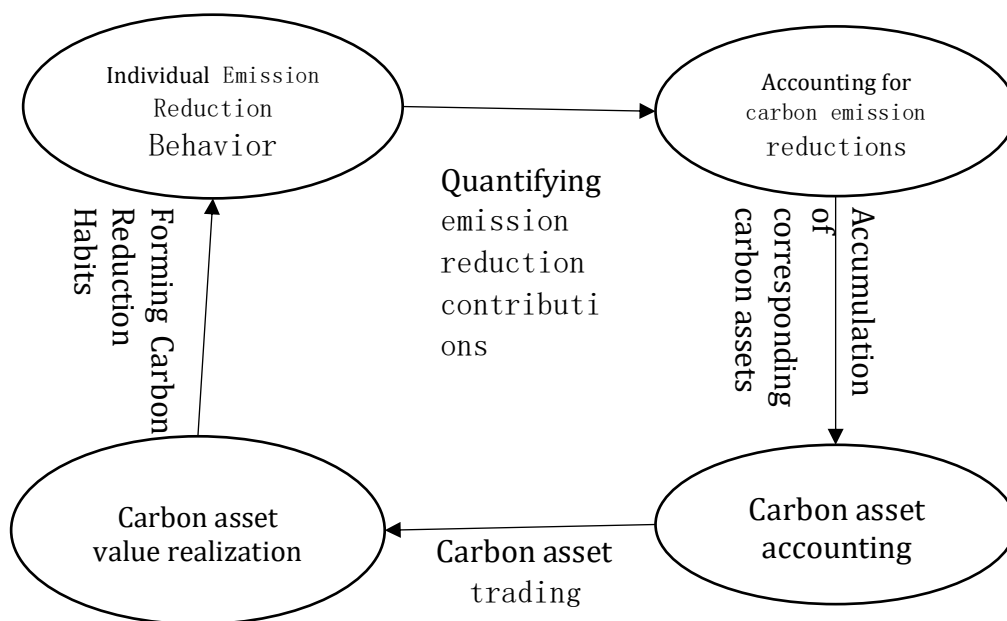 Individual Emission
Reduction
Behavior
Accounting for
carbon emission
reductions
Quantifying
emission
reduction
contributi
ons
Accumulation
of
corresponding
carbon assets
Forming Carbon
Reduction
Habits
Carbon asset
value realization
Carbon asset
trading
Carbon asset
accounting